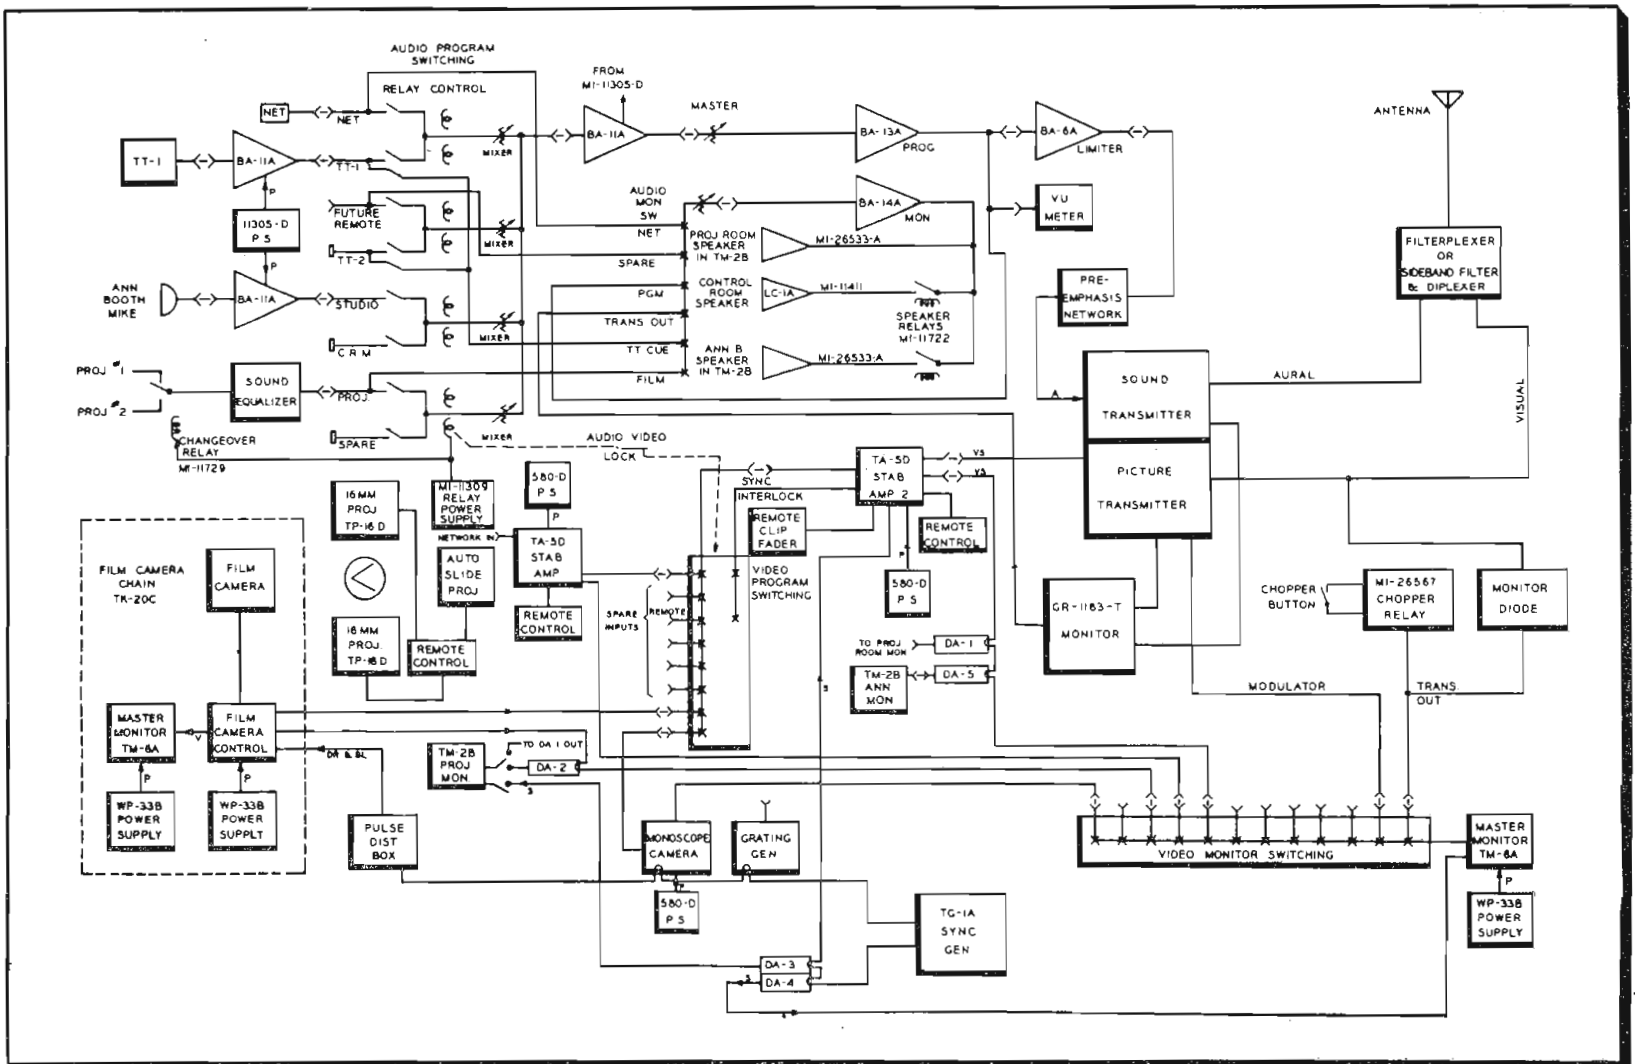 AUDIO PROGRAM
SWITCHING
RELAY CONTROL
NET
NET
TT-1
BA-11A
TT-1
P
11305-D
P S
P
ANN
BOOTH
MIKE
BA-11A
STUDIO
FUTURE
REMOTE
TT-2
C R M
MIXER
MIXER
MIXER
MIXER
PROJ #1
PROJ #2
SOUND
EQUALIZER
PROJ.
SPARE
CHANGEOVER
RELAY
MI-11729
FROM
MI-11305-D
BA-11A
MASTER
BA-13A
PROG
BA-6A
LIMITER
AUDIO
MON
SW
NET
SPARE
PGM
TRANS OUT
TT CUE
FILM
BA-14A
MON
PROJ ROOM
SPEAKER
IN TM-2B
MI-26533-A
CONTROL
ROOM
SPEAKER
LC-1A
MI-11411
SPEAKER
RELAYS
MI-11722
ANN B
SPEAKER
IN TM-2B
MI-26533-A
VU
METER
PRE-
EMPHASIS
NETWORK
ANTENNA
FILTERPLEXER
OR
SIDEBAND FILTER
& DIPLEXER
A
SOUND
TRANSMITTER
AURAL
VISUAL
PICTURE
TRANSMITTER
AUDIO VIDEO
LOCK
MI-11309
RELAY
POWER
SUPPLY
580-D
P S
P
NETWORK IN
TA-5D
STAB
AMP
REMOTE
CONTROL
16MM
PROJ
TP-16D
AUTO
SLIDE
PROJ
16MM
PROJ.
TP-16D
REMOTE
CONTROL
SPARE
INPUTS
REMOTE
SYNC
INTERLOCK
REMOTE
CLIP
FADER
VIDEO
PROGRAM
SWITCHING
TA-5D
STAB
AMP 2
VS
VS
REMOTE
CONTROL
P
580-D
P S
TO PROJ
ROOM MON
DA-1
TM-2B
ANN
MON
DA-5
S
GR-1183-T
MONITOR
CHOPPER
BUTTON
MI-26567
CHOPPER
RELAY
MONITOR
DIODE
MODULATOR
TRANS.
OUT
FILM CAMERA
CHAIN
TK-20C
FILM
CAMERA
MASTER
MONITOR
TM-6A
V
FILM
CAMERA
CONTROL
DR & BL
P
P
WP-33B
POWER
SUPPLY
WP-33B
POWER
SUPPLY
PULSE
DIST
BOX
TM-2B
PROJ
MON.
TO DA 1 OUT
DA-2
S
MONOSCOPE
CAMERA
P
580-D
P S
GRATING
GEN
TG-1A
SYNC
GEN
DA-3
DA-4
S
VIDEO MONITOR SWITCHING
MASTER
MONITOR
TM-6A
P
WP-33B
POWER
SUPPLY